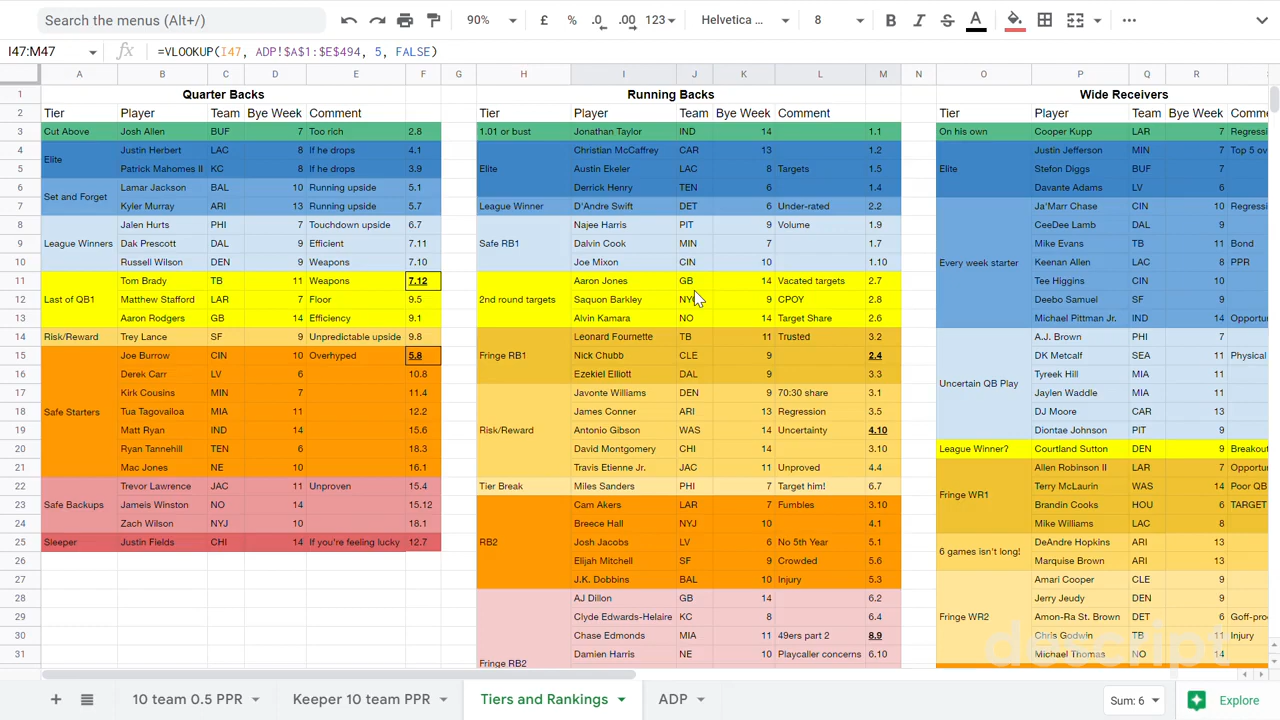 Search the menus (Alt+/)
90% £ % .0 .00 123 Helvetica ... 8 B I S A
I47:M47 fx =VLOOKUP(I47, ADP!$A$1:$E$494, 5, FALSE)
A B C D E F G H I J K L M N O P Q R
1 Quarter Backs Running Backs Wide Receivers
2 Tier Player Team Bye Week Comment Tier Player Team Bye Week Comment Tier Player Team Bye Week Comme
3 Cut Above Josh Allen BUF 7 Too rich 2.8 1.01 or bust Jonathan Taylor IND 14 1.1 On his own Cooper Kupp LAR 7 Regressi
4 Elite Justin Herbert LAC 8 If he drops 4.1 Elite Christian McCaffrey CAR 13 1.2 Elite Justin Jefferson MIN 7 Top 5 ov
5 Patrick Mahomes II KC 8 If he drops 3.9 Austin Ekeler LAC 8 Targets 1.5 Stefon Diggs BUF 7
6 Set and Forget Lamar Jackson BAL 10 Running upside 5.1 Derrick Henry TEN 6 1.4 Davante Adams LV 6
7 Kyler Murray ARI 13 Running upside 5.7 League Winner D'Andre Swift DET 6 Under-rated 2.2 Every week starter Ja'Marr Chase CIN 10 Regressi
8 League Winners Jalen Hurts PHI 7 Touchdown upside 6.7 Safe RB1 Najee Harris PIT 9 Volume 1.9 CeeDee Lamb DAL 9
9 Dak Prescott DAL 9 Efficient 7.11 Dalvin Cook MIN 7 1.7 Mike Evans TB 11 Bond
10 Russell Wilson DEN 9 Weapons 7.10 Joe Mixon CIN 10 1.10 Keenan Allen LAC 8 PPR
11 Last of QB1 Tom Brady TB 11 Weapons 7.12 2nd round targets Aaron Jones GB 14 Vacated targets 2.7 Tee Higgins CIN 10
12 Matthew Stafford LAR 7 Floor 9.5 Saquon Barkley 9 CPOY 2.8 Deebo Samuel SF 9
13 Aaron Rodgers GB 14 Efficiency 9.1 Alvin Kamara NO 14 Target Share 2.6 Michael Pittman Jr. IND 14 Opportur
14 Risk/Reward Trey Lance SF 9 Unpredictable upside 9.8 Fringe RB1 Leonard Fournette TB 11 Trusted 3.2 Uncertain QB Play A.J. Brown PHI 7
15 Safe Starters Joe Burrow CIN 10 Overhyped 5.8 Nick Chubb CLE 9 2.4 DK Metcalf SEA 11 Physical
16 Derek Carr LV 6 10.8 Ezekiel Elliott DAL 9 3.3 Tyreek Hill MIA 11
17 Kirk Cousins MIN 7 11.4 Risk/Reward Javonte Williams DEN 9 70:30 share 3.1 Jaylen Waddle MIA 11
18 Tua Tagovailoa MIA 11 12.2 James Conner ARI 13 Regression 3.5 DJ Moore CAR 13
19 Matt Ryan IND 14 15.6 Antonio Gibson WAS 14 Uncertainty 4.10 Diontae Johnson PIT 9
20 Ryan Tannehill TEN 6 18.3 David Montgomery CHI 14 3.10 League Winner? Courtland Sutton DEN 9 Breakout
21 Mac Jones NE 10 16.1 Travis Etienne Jr. JAC 11 Unproved 4.4 Fringe WR1 Allen Robinson II LAR 7 Opportur
22 Safe Backups Trevor Lawrence JAC 11 Unproven 15.4 Tier Break Miles Sanders PHI 7 Target him! 6.7 Terry McLaurin WAS 14 Poor QB
23 Jameis Winston NO 14 15.12 RB2 Cam Akers LAR 7 Fumbles 3.10 Brandin Cooks HOU 6 TARGET
24 Zach Wilson NYJ 10 18.1 Breece Hall NYJ 10 4.1 Mike Williams LAC 8
25 Sleeper Justin Fields CHI 14 If you're feeling lucky 12.7 Josh Jacobs LV 6 No 5th Year 5.1 6 games isn't long! DeAndre Hopkins ARI 13
26 Elijah Mitchell SF 9 Crowded 5.6 Marquise Brown ARI 13
27 J.K. Dobbins BAL 10 Injury 5.3 Fringe WR2 Amari Cooper CLE 9
28 Fringe RB2 AJ Dillon GB 14 6.2 Jerry Jeudy DEN 9
29 Clyde Edwards-Helaire KC 8 6.4 Amon-Ra St. Brown DET 6 Goff-pro
30 Chase Edmonds MIA 11 49ers part 2 8.9 Chris Godwin TB 11 Injury
31 Damien Harris NE 10 Playcaller concerns 6.10 Michael Thomas NO 14
descript
10 team 0.5 PPR Keeper 10 team PPR Tiers and Rankings ADP Sum: 6 Explore